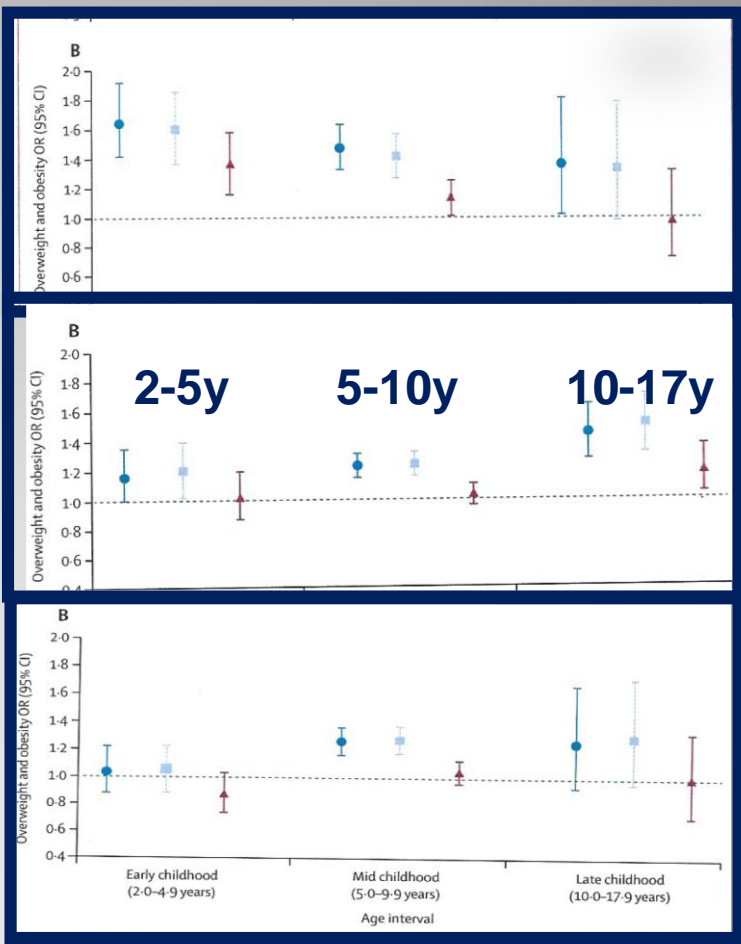 B
Overweight and obesity OR (95% CI)
2·0
1·8
1·6
1·4
1·2
1·0
0·8
0·6
B
Overweight and obesity OR (95% CI)
2·0
1·8
1·6
1·4
1·2
1·0
0·8
0·6
0·4
2-5y 5-10y 10-17y
B
Overweight and obesity OR (95% CI)
2·0
1·8
1·6
1·4
1·2
1·0
0·8
0·6
0·4
Early childhood
(2·0–4·9 years)
Mid childhood
(5·0–9·9 years)
Late childhood
(10·0–17·9 years)
Age interval